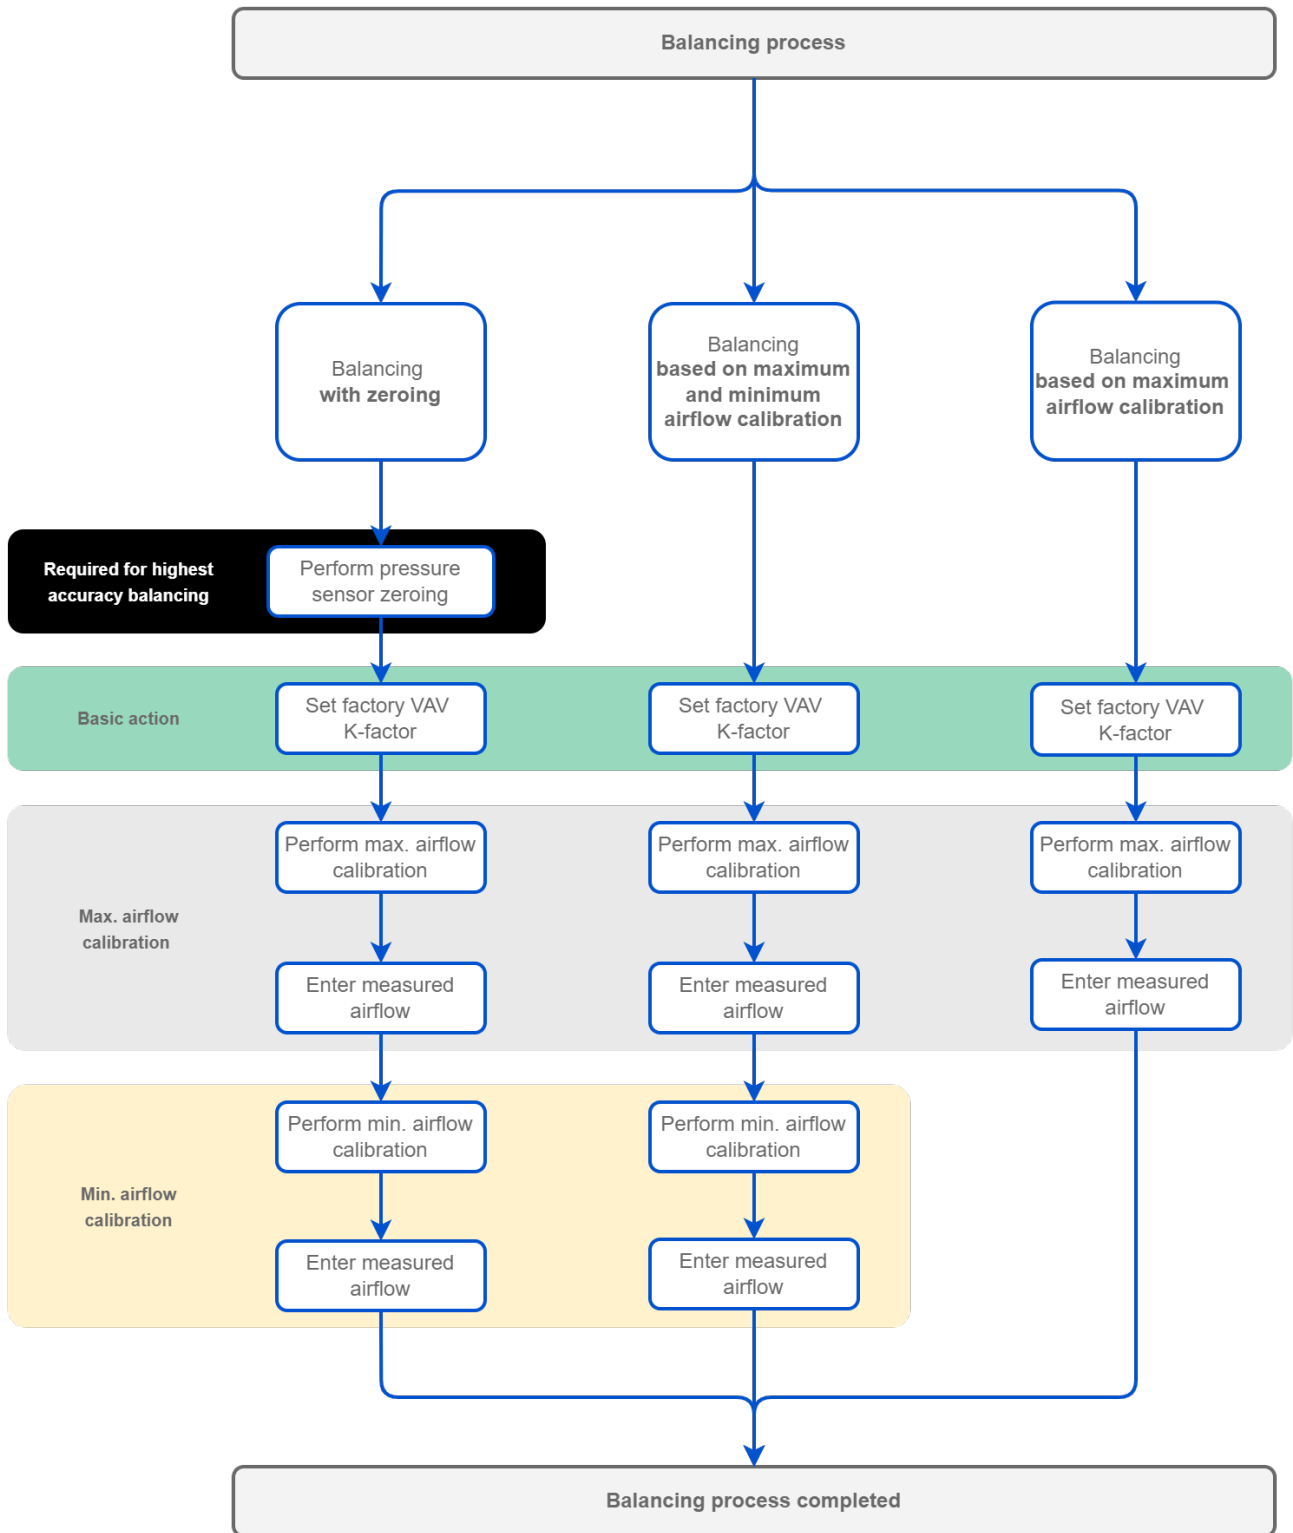 Balancing process
Balancing
with zeroing
Balancing
based on maximum
and minimum
airflow calibration
Balancing
based on maximum
airflow calibration
Required for highest
accuracy balancing
Perform pressure
sensor zeroing
Basic action
Set factory VAV
K-factor
Set factory VAV
K-factor
Set factory VAV
K-factor
Max. airflow
calibration
Perform max. airflow
calibration
Perform max. airflow
calibration
Perform max. airflow
calibration
Enter measured
airflow
Enter measured
airflow
Enter measured
airflow
Min. airflow
calibration
Perform min. airflow
calibration
Perform min. airflow
calibration
Enter measured
airflow
Enter measured
airflow
Balancing process completed